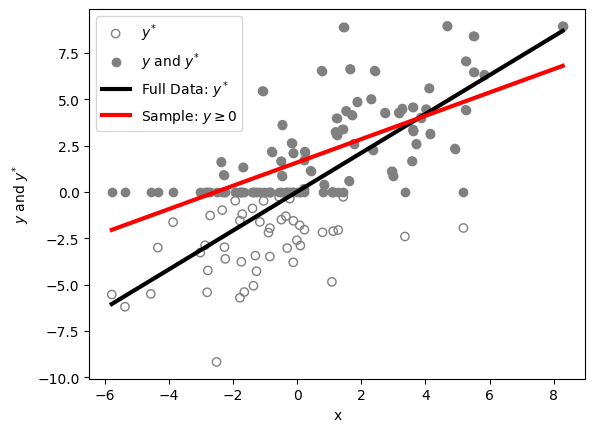 y*
y and y*
Full Data: y*
Sample: y ≥ 0
y and y*
7.5
5.0
2.5
0.0
−2.5
−5.0
−7.5
−10.0
−6 −4 −2 0 2 4 6 8
x